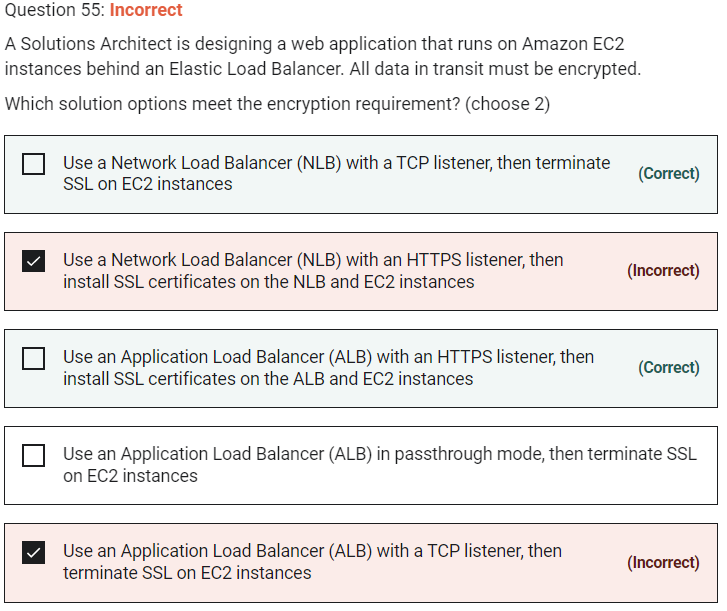 Question 55: Incorrect
A Solutions Architect is designing a web application that runs on Amazon EC2
instances behind an Elastic Load Balancer. All data in transit must be encrypted.
Which solution options meet the encryption requirement? (choose 2)
Use a Network Load Balancer (NLB) with a TCP listener, then terminate
SSL on EC2 instances
(Correct)
Use a Network Load Balancer (NLB) with an HTTPS listener, then
install SSL certificates on the NLB and EC2 instances
(Incorrect)
Use an Application Load Balancer (ALB) with an HTTPS listener, then
install SSL certificates on the ALB and EC2 instances
(Correct)
Use an Application Load Balancer (ALB) in passthrough mode, then terminate SSL
on EC2 instances
Use an Application Load Balancer (ALB) with a TCP listener, then
terminate SSL on EC2 instances
(Incorrect)